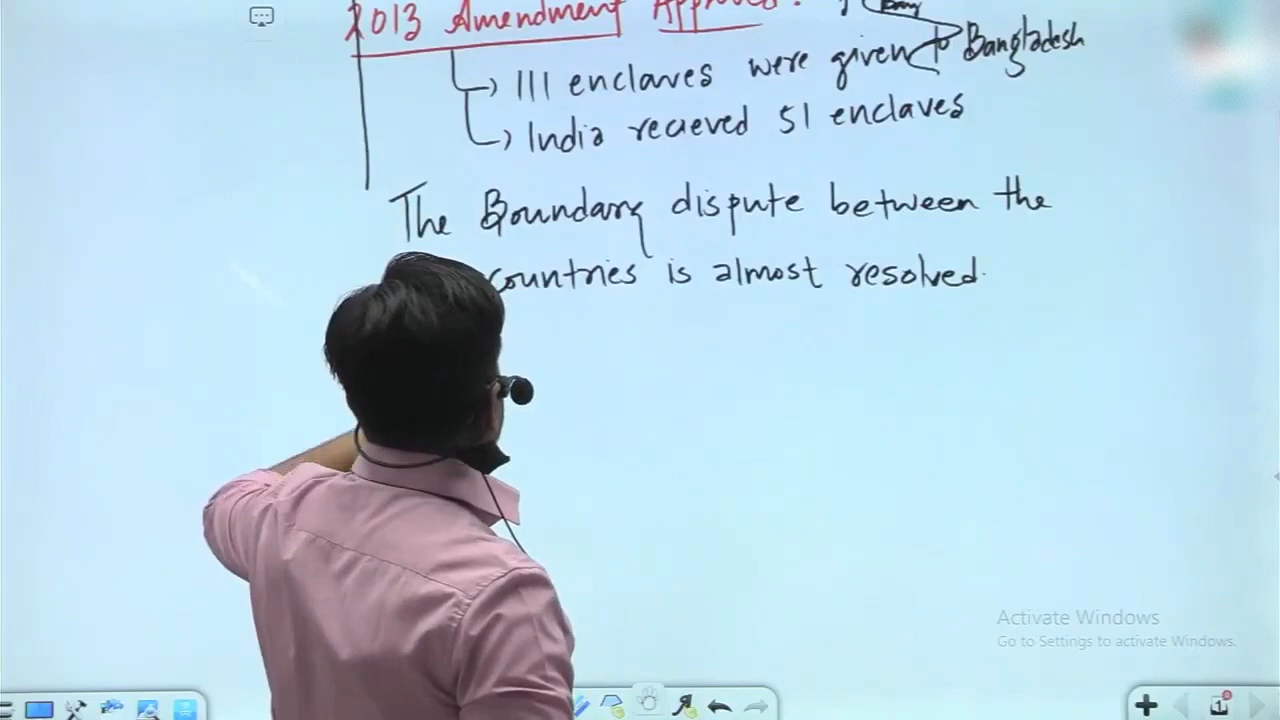 2013 Amendment Approved.
→ 111 enclaves were given to Bangladesh
→ India recieved 51 enclaves
The Boundary dispute between the
countries is almost resolved.
Activate Windows
Go to Settings to activate Windows.
1